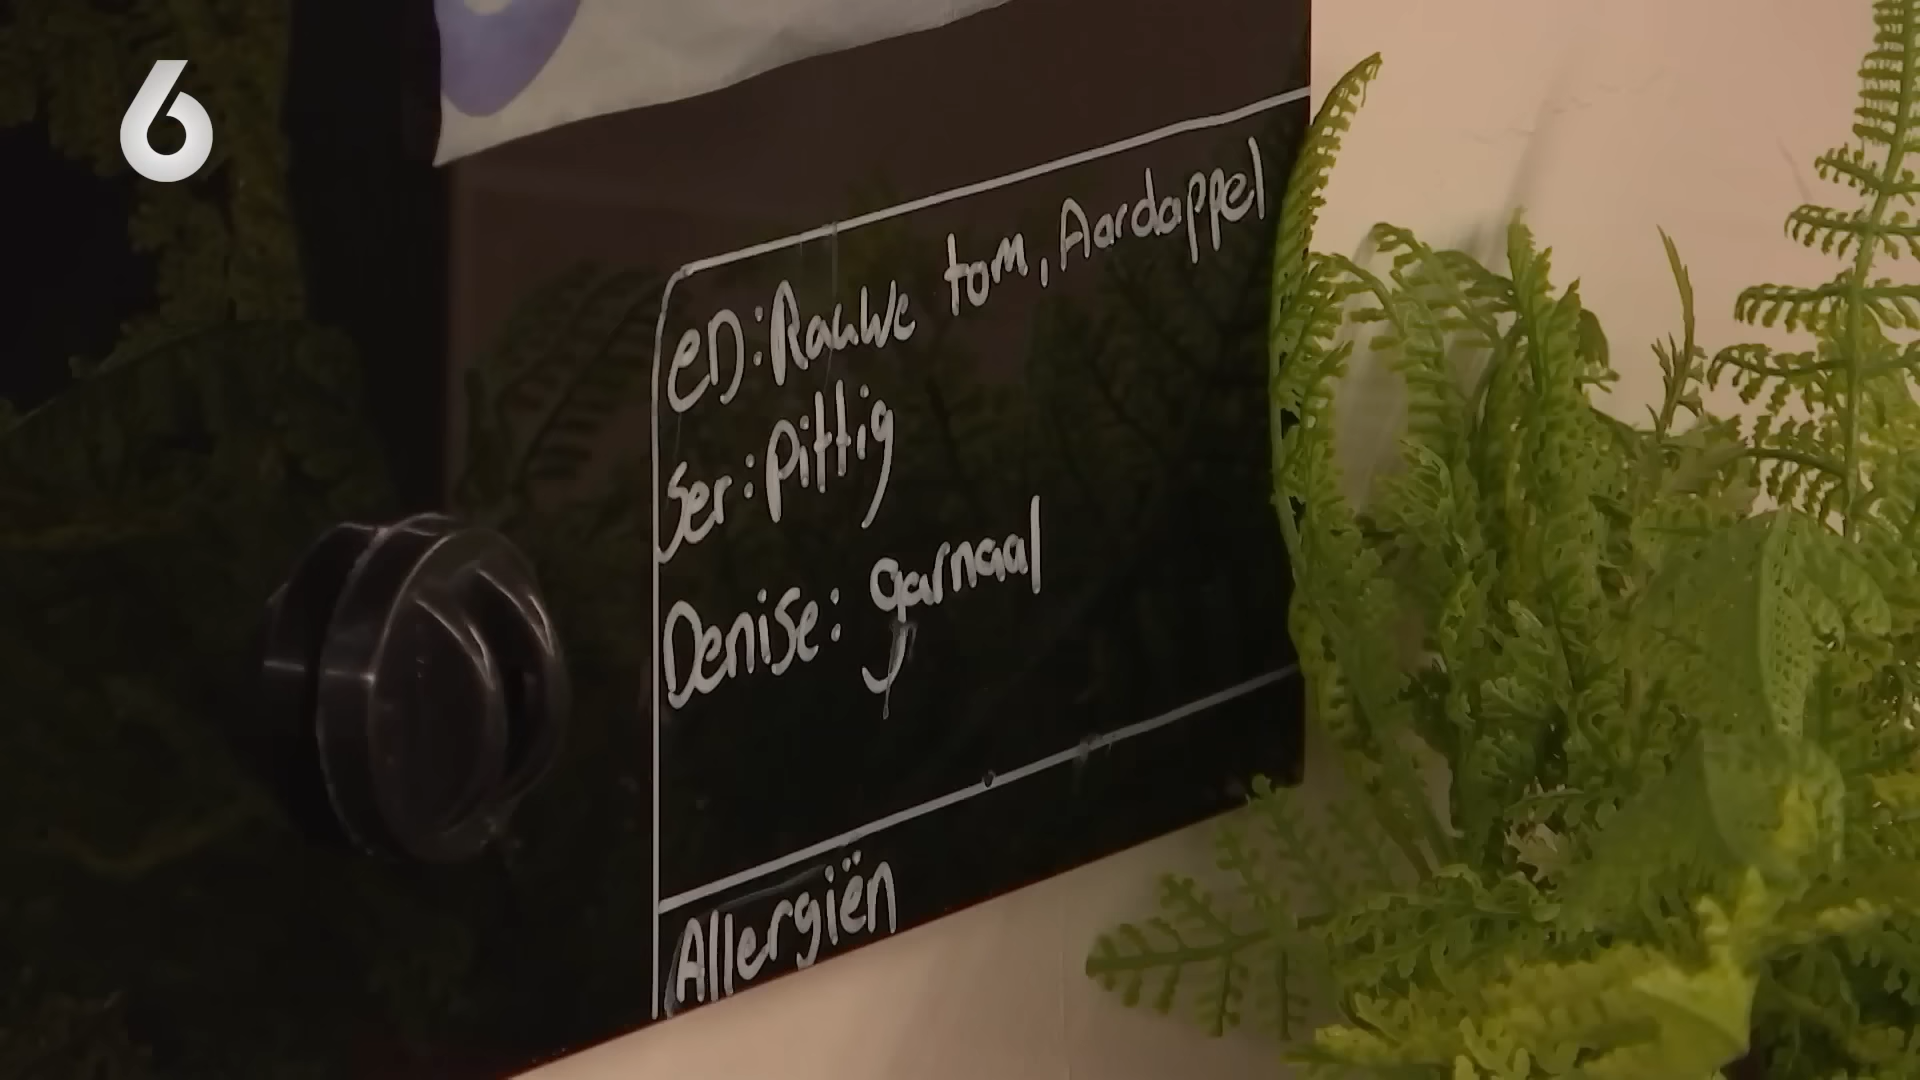 6
eD: Rauwe tom, Aardappel
Ser: Pittig
Denise: garnaal
Allergiën